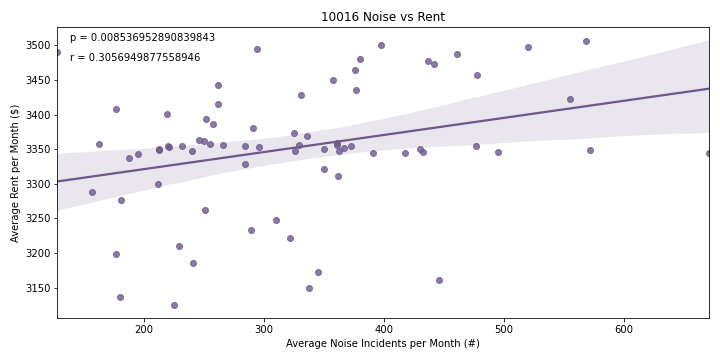 10016 Noise vs Rent
p = 0.008536952890839843
r = 0.3056949877558946
3500
3450
3400
3350
3300
3250
3200
3150
Average Rent per Month ($)
200 300 400 500 600
Average Noise Incidents per Month (#)